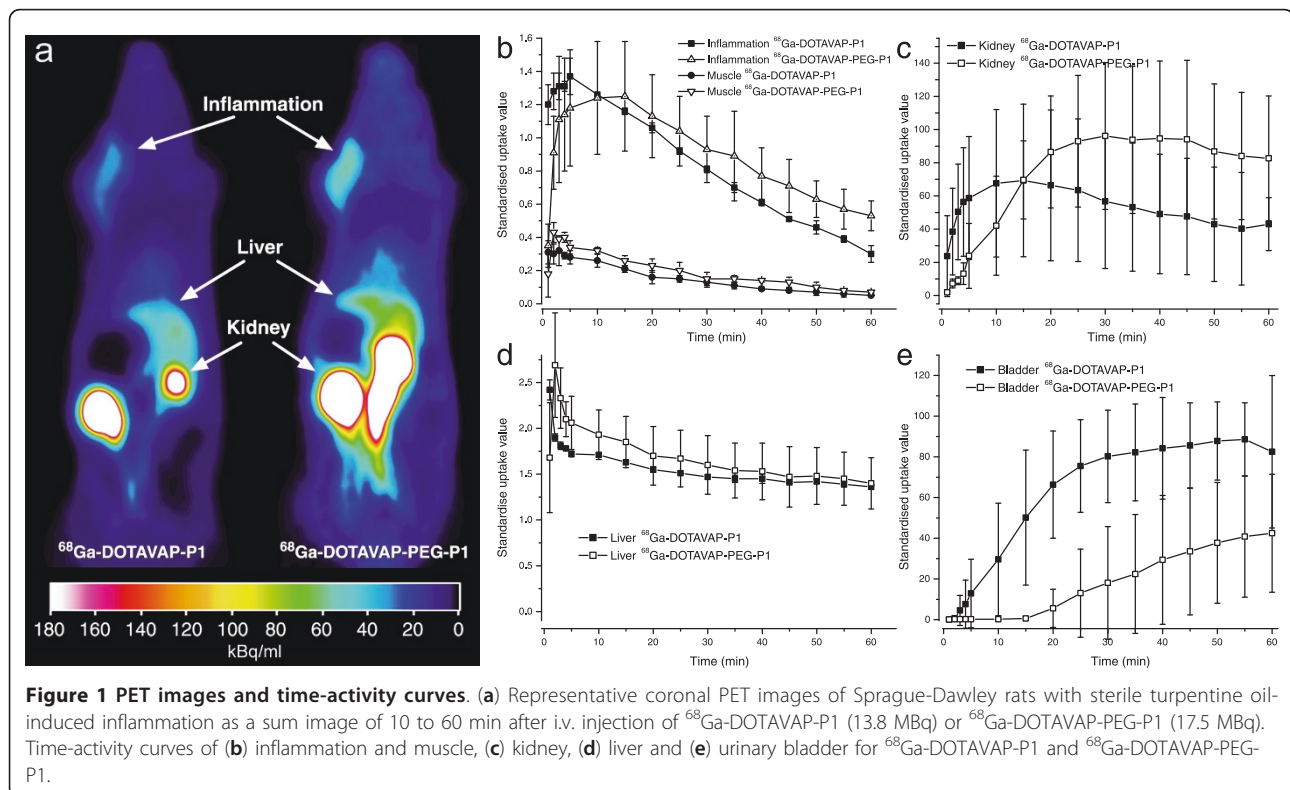 a
Inflammation
Liver
Kidney
⁶⁸Ga-DOTAVAP-P1
⁶⁸Ga-DOTAVAP-PEG-P1
180 160 140 120 100 80 60 40 20 0
kBq/ml
b
Inflammation ⁶⁸Ga-DOTAVAP-P1
Inflammation ⁶⁸Ga-DOTAVAP-PEG-P1
Muscle ⁶⁸Ga-DOTAVAP-P1
Muscle ⁶⁸Ga-DOTAVAP-PEG-P1
Standardised uptake value
1.6
1.4
1.2
1.0
0.8
0.6
0.4
0.2
0.0
0 10 20 30 40 50 60
Time (min)
c
Kidney ⁶⁸Ga-DOTAVAP-P1
Kidney ⁶⁸Ga-DOTAVAP-PEG-P1
Standardised uptake value
140
120
100
80
60
40
20
0
0 10 20 30 40 50 60
Time (min)
d
Liver ⁶⁸Ga-DOTAVAP-P1
Liver ⁶⁸Ga-DOTAVAP-PEG-P1
Standardise uptake value
2.5
2.0
1.5
1.0
0.5
0.0
0 10 20 30 40 50 60
Time (min)
e
Bladder ⁶⁸Ga-DOTAVAP-P1
Bladder ⁶⁸Ga-DOTAVAP-PEG-P1
Standardised uptake value
120
100
80
60
40
20
0
0 10 20 30 40 50 60
Time (min)
Figure 1 PET images and time-activity curves. (a) Representative coronal PET images of Sprague-Dawley rats with sterile turpentine oil-
induced inflammation as a sum image of 10 to 60 min after i.v. injection of ⁶⁸Ga-DOTAVAP-P1 (13.8 MBq) or ⁶⁸Ga-DOTAVAP-PEG-P1 (17.5 MBq).
Time-activity curves of (b) inflammation and muscle, (c) kidney, (d) liver and (e) urinary bladder for ⁶⁸Ga-DOTAVAP-P1 and ⁶⁸Ga-DOTAVAP-PEG-
P1.